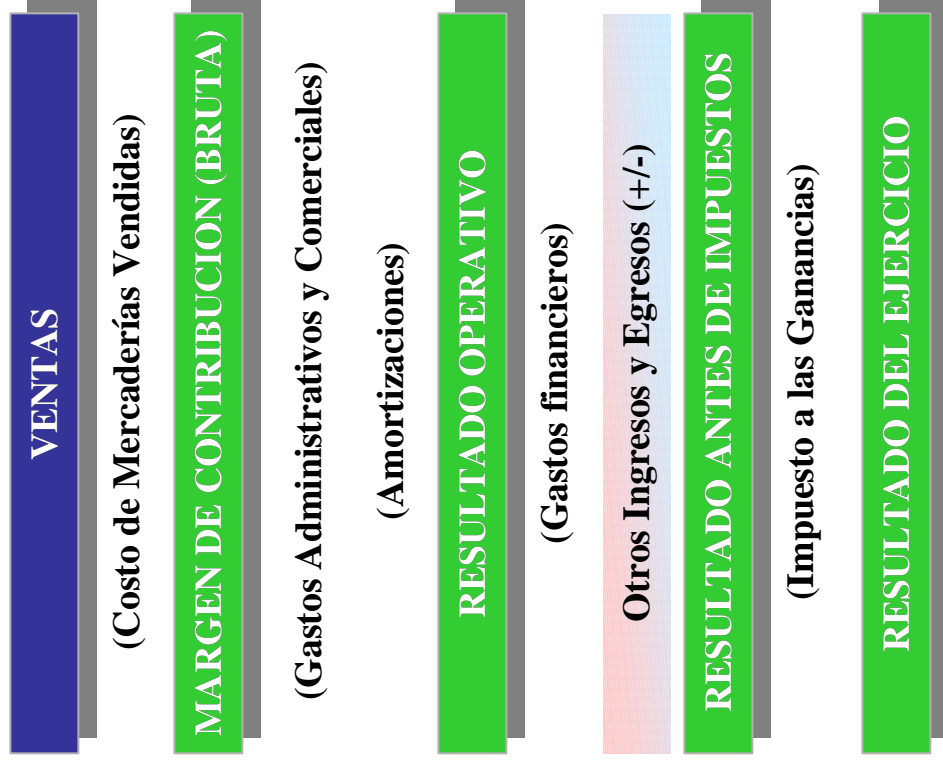 VENTAS
(Costo de Mercaderías Vendidas)
MARGEN DE CONTRIBUCION (BRUTA)
(Gastos Administrativos y Comerciales)
(Amortizaciones)
RESULTADO OPERATIVO
(Gastos financieros)
Otros Ingresos y Egresos (+/-)
RESULTADO ANTES DE IMPUESTOS
(Impuesto a las Ganancias)
RESULTADO DEL EJERCICIO